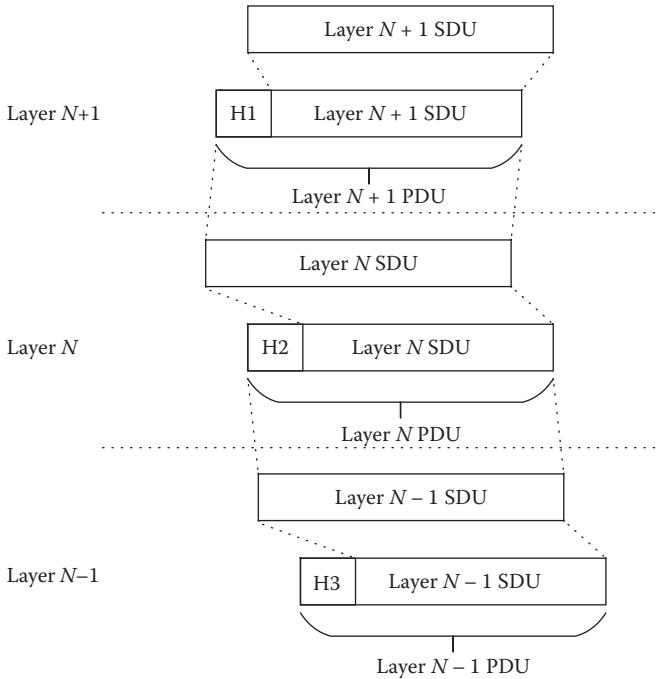 Layer N + 1 SDU
Layer N+1
H1
Layer N + 1 SDU
Layer N + 1 PDU
Layer N SDU
Layer N
H2
Layer N SDU
Layer N PDU
Layer N – 1 SDU
Layer N–1
H3
Layer N – 1 SDU
Layer N – 1 PDU